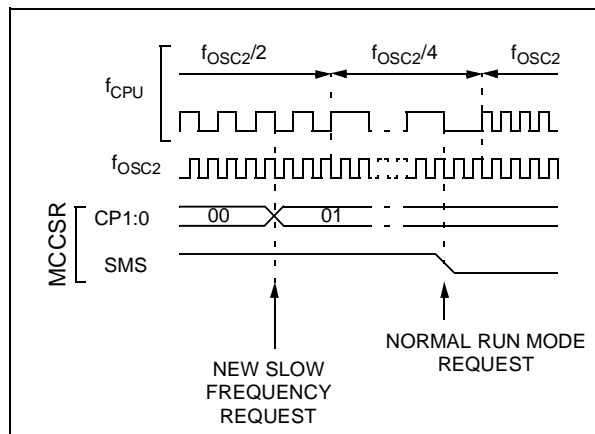 fOSC2/2 fOSC2/4 fOSC2
fCPU
fOSC2
MCCSR
CP1:0 00 01
SMS
NEW SLOW
FREQUENCY
REQUEST
NORMAL RUN MODE
REQUEST